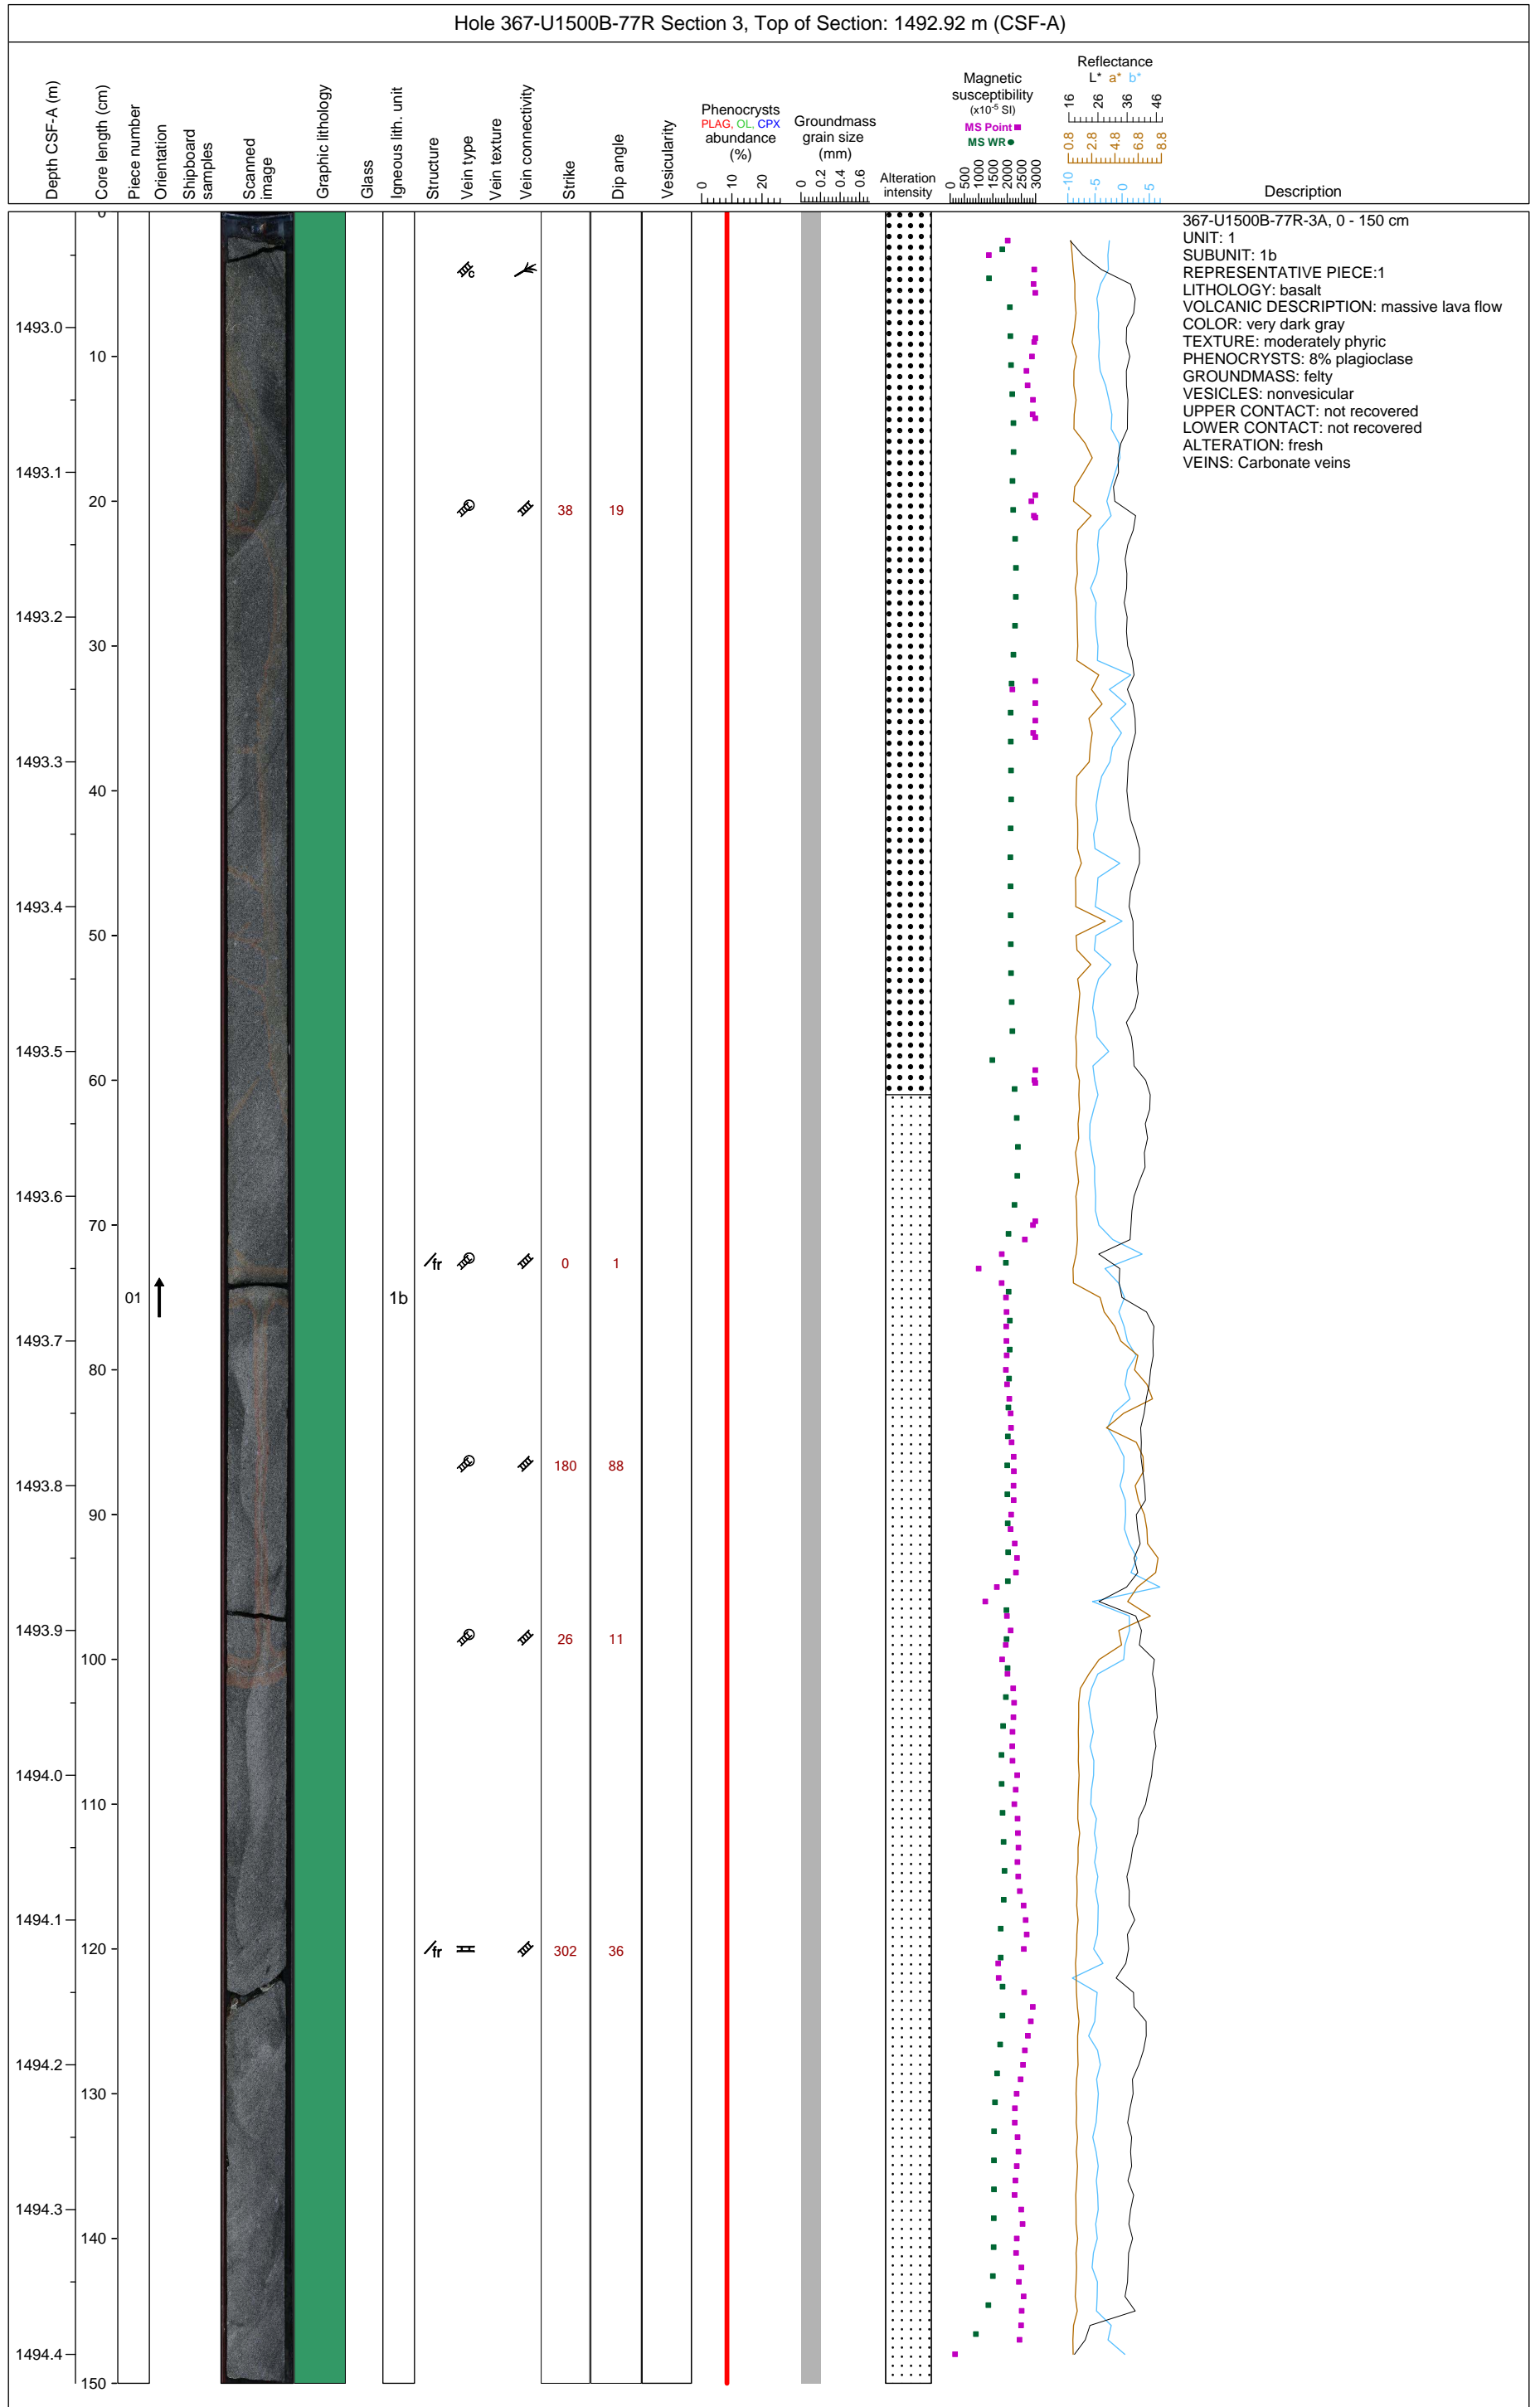 Hole 367-U1500B-77R Section 3, Top of Section: 1492.92 m (CSF-A)
Depth CSF-A (m)
Core length (cm)
Piece number
Orientation
Shipboard
samples
Scanned
image
Graphic lithology
Glass
Igneous lith. unit
Structure
Vein type
Vein texture
Vein connectivity
Strike
Dip angle
Vesicularity
Phenocrysts
PLAG, OL, CPX
abundance
(%)
0 10 20
Groundmass
grain size
(mm)
0 0.2 0.4 0.6
Alteration
intensity
Magnetic
susceptibility
(x10⁻⁵ SI)
MS Point
MS WR
0 500 1000 1500 2000 2500 3000
Reflectance
L* a* b*
16 26 36 46
0.8 2.8 4.8 6.8 8.8
-10 -5 0 5
Description
367-U1500B-77R-3A, 0 - 150 cm
UNIT: 1
SUBUNIT: 1b
REPRESENTATIVE PIECE:1
LITHOLOGY: basalt
VOLCANIC DESCRIPTION: massive lava flow
COLOR: very dark gray
TEXTURE: moderately phyric
PHENOCRYSTS: 8% plagioclase
GROUNDMASS: felty
VESICLES: nonvesicular
UPPER CONTACT: not recovered
LOWER CONTACT: not recovered
ALTERATION: fresh
VEINS: Carbonate veins
0
c
1493.0
10
1493.1
20 38 19
1493.2
30
1493.3
40
1493.4
50
1493.5
60
1493.6
70
fr 0 1
01 1b
1493.7
80
180 88
1493.8
90
1493.9
26 11
100
1494.0
110
1494.1
120 fr 302 36
1494.2
130
1494.3
140
1494.4
150